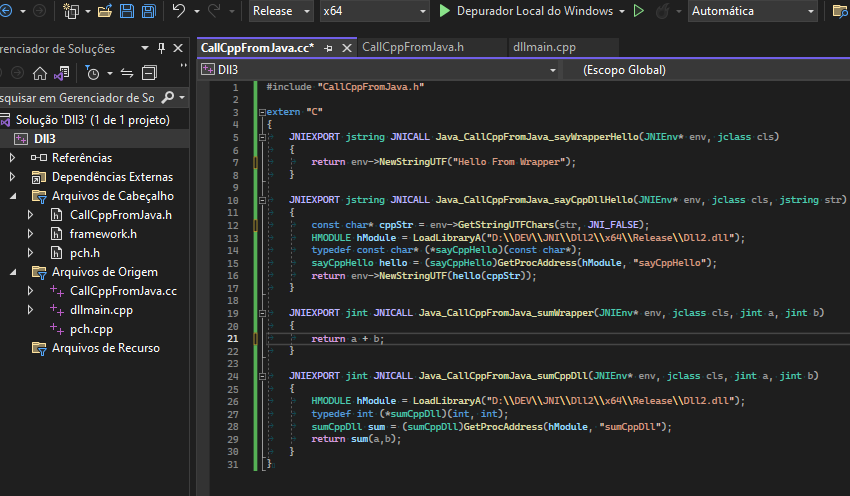 Release
x64
Depurador Local do Windows
Automática
erenciador de Soluções
CallCppFromJava.cc*
CallCppFromJava.h
dllmain.cpp
Dll3
(Escopo Global)
squisar em Gerenciador de So
Solução 'Dll3' (1 de 1 projeto)
Dll3
Referências
Dependências Externas
Arquivos de Cabeçalho
CallCppFromJava.h
framework.h
pch.h
Arquivos de Origem
CallCppFromJava.cc
dllmain.cpp
pch.cpp
Arquivos de Recurso
1 #include "CallCppFromJava.h"
2
3 extern "C"
4 {
5 JNIEXPORT jstring JNICALL Java_CallCppFromJava_sayWrapperHello(JNIEnv* env, jclass cls)
6 {
7 return env->NewStringUTF("Hello From Wrapper");
8 }
9
10 JNIEXPORT jstring JNICALL Java_CallCppFromJava_sayCppDllHello(JNIEnv* env, jclass cls, jstring str)
11 {
12 const char* cppStr = env->GetStringUTFChars(str, JNI_FALSE);
13 HMODULE hModule = LoadLibraryA("D:\\DEV\\JNI\\Dll2\\x64\\Release\\Dll2.dll");
14 typedef const char* (*sayCppHello)(const char*);
15 sayCppHello hello = (sayCppHello)GetProcAddress(hModule, "sayCppHello");
16 return env->NewStringUTF(hello(cppStr));
17 }
18
19 JNIEXPORT jint JNICALL Java_CallCppFromJava_sumWrapper(JNIEnv* env, jclass cls, jint a, jint b)
20 {
21 return a + b;
22 }
23
24 JNIEXPORT jint JNICALL Java_CallCppFromJava_sumCppDll(JNIEnv* env, jclass cls, jint a, jint b)
25 {
26 HMODULE hModule = LoadLibraryA("D:\\DEV\\JNI\\Dll2\\x64\\Release\\Dll2.dll");
27 typedef int (*sumCppDll)(int, int);
28 sumCppDll sum = (sumCppDll)GetProcAddress(hModule, "sumCppDll");
29 return sum(a,b);
30 }
31 }